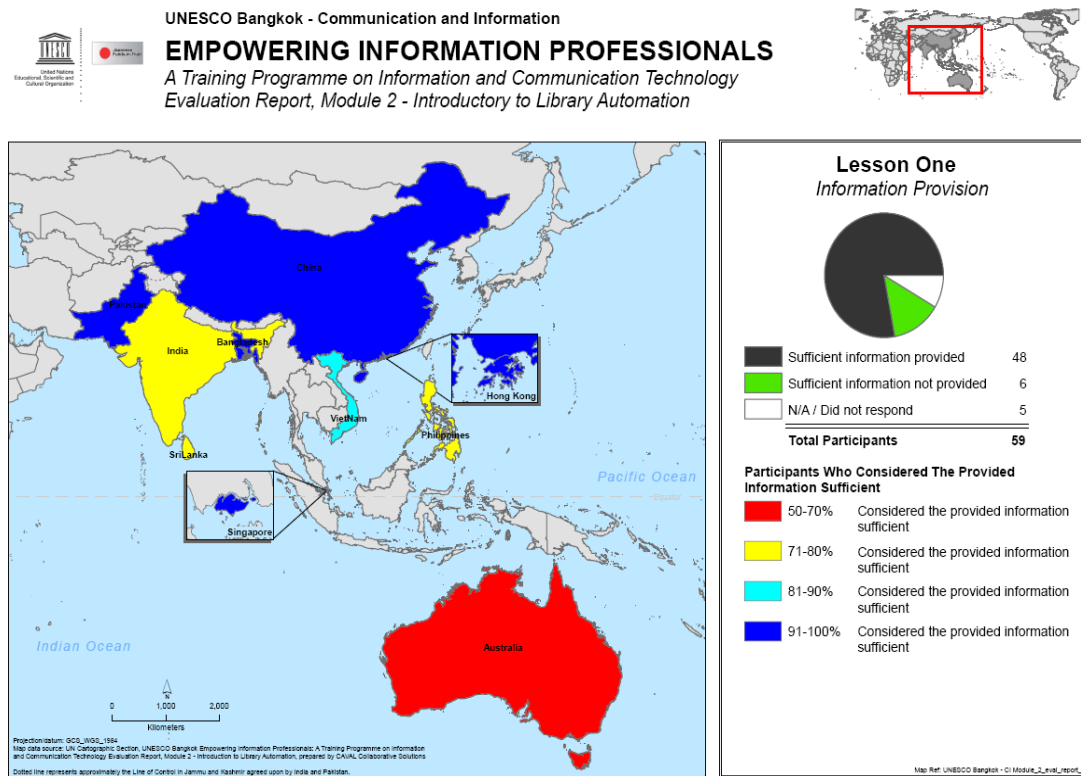 UNESCO Bangkok - Communication and Information
EMPOWERING INFORMATION PROFESSIONALS
A Training Programme on Information and Communication Technology
Evaluation Report, Module 2 - Introductory to Library Automation
United Nations
Educational, Scientific and
Cultural Organization
Japanese
Funds-in-Trust
China
Pakistan
India
Bangladesh
Hong Kong
VietNam
Philippines
SriLanka
Singapore
Pacific Ocean
Equator
Indian Ocean
Australia
N
0 1,000 2,000
Kilometers
Projection/datum: GCS_WGS_1984
Map data source: UN Cartographic Section, UNESCO Bangkok Empowering Information Professionals: A Training Programme on Information
and Communication Technology Evaluation Report, Module 2 - Introduction to Library Automation, prepared by CAVAL Collaborative Solutions
Dotted line represents approximately the Line of Control in Jammu and Kashmir agreed upon by India and Pakistan.
Lesson One
Information Provision
Sufficient information provided 48
Sufficient information not provided 6
N/A / Did not respond 5
Total Participants 59
Participants Who Considered The Provided
Information Sufficient
50-70% Considered the provided information
sufficient
71-80% Considered the provided information
sufficient
81-90% Considered the provided information
sufficient
91-100% Considered the provided information
sufficient
Map Ref: UNESCO Bangkok - CI Module_2_eval_report_